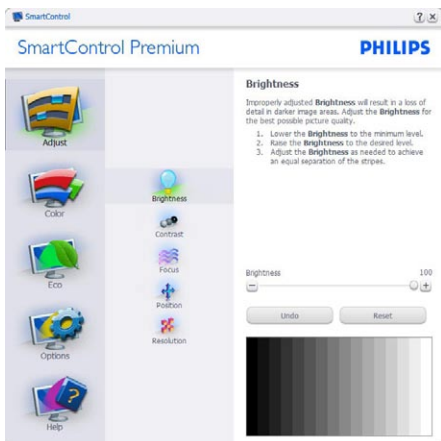 SmartControl
SmartControl Premium
PHILIPS
Adjust
Color
Eco
Options
Help
Brightness
Contrast
Focus
Position
Resolution
Brightness
Improperly adjusted Brightness will result in a loss of
detail in darker image areas. Adjust the Brightness for
the best possible picture quality.
1. Lower the Brightness to the minimum level.
2. Raise the Brightness to the desired level.
3. Adjust the Brightness as needed to achieve
an equal separation of the stripes.
Brightness 100
Undo Reset